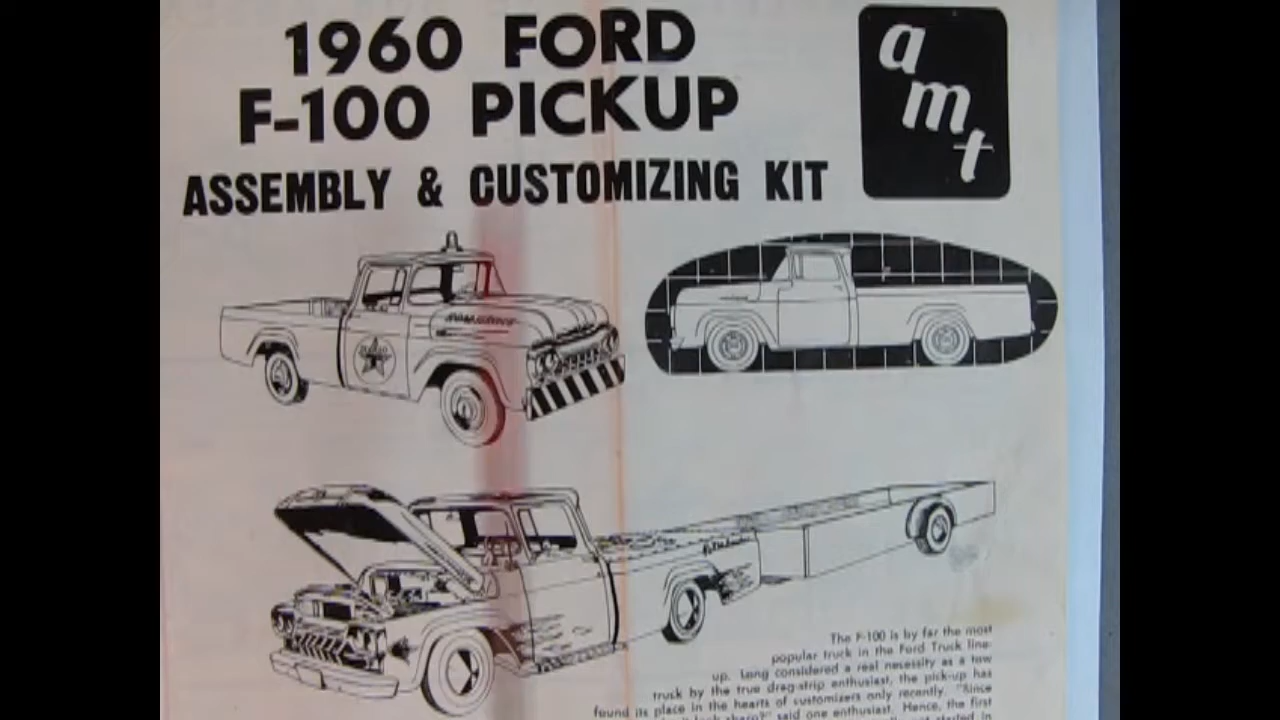 1960 FORD
F-100 PICKUP
ASSEMBLY & CUSTOMIZING KIT
amt
The F-100 is by far the most
popular truck in the Ford Truck line-
up. Long considered a real necessity as a tow
truck by the true drag-strip enthusiast, the pick-up has
found its place in the hearts of customizers only recently. "Since
said one enthusiast. Hence, the first